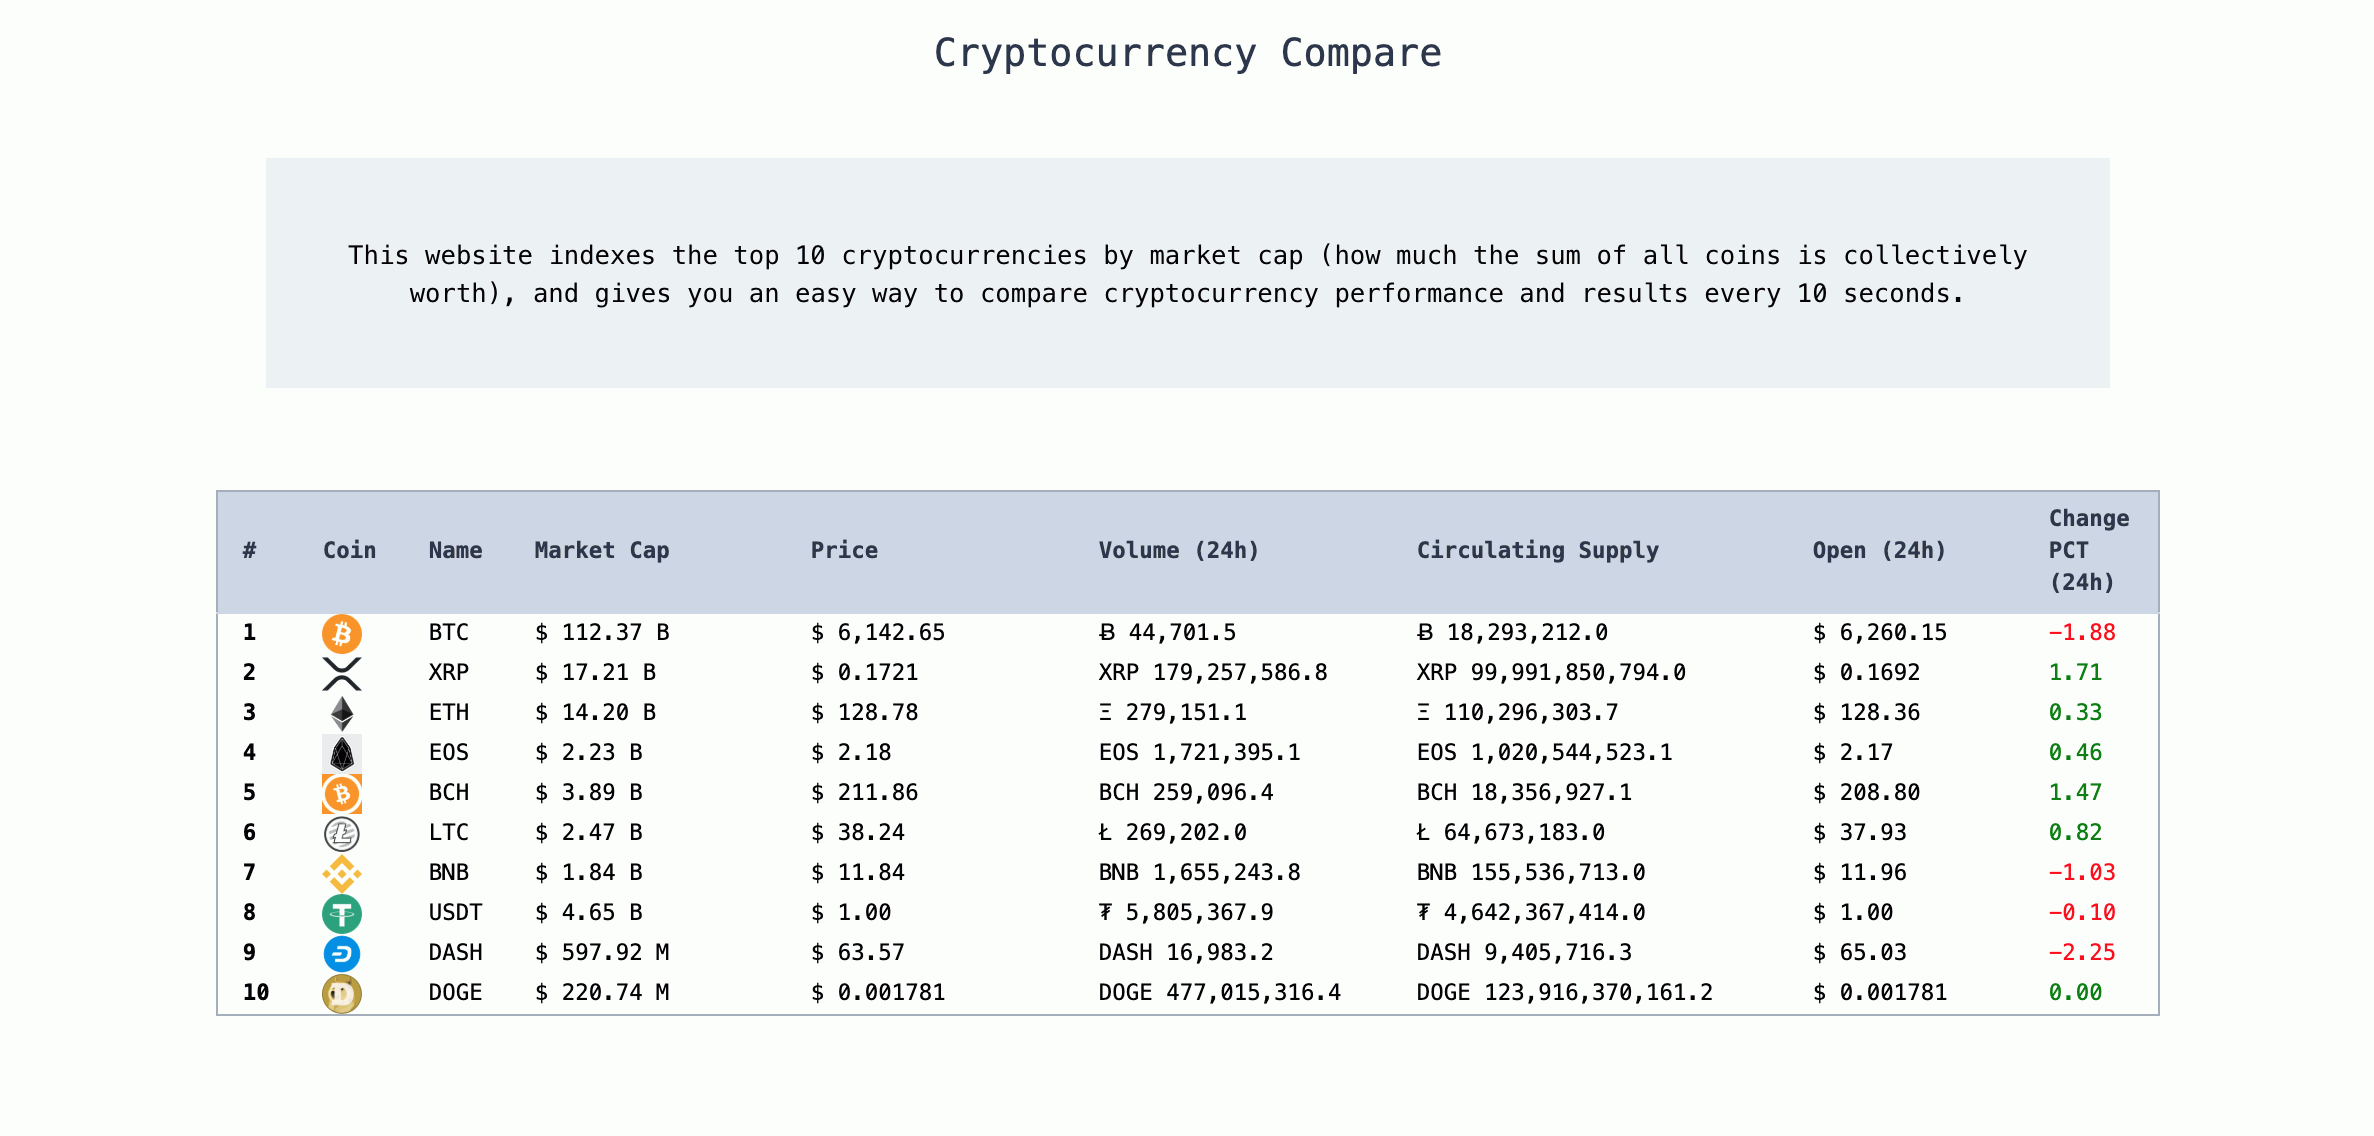 Cryptocurrency Compare
This website indexes the top 10 cryptocurrencies by market cap (how much the sum of all coins is collectively
worth), and gives you an easy way to compare cryptocurrency performance and results every 10 seconds.
# Coin Name Market Cap Price Volume (24h) Circulating Supply Open (24h) Change PCT (24h)
1 BTC $ 112.37 B $ 6,142.65 Ƀ 44,701.5 Ƀ 18,293,212.0 $ 6,260.15 −1.88
2 XRP $ 17.21 B $ 0.1721 XRP 179,257,586.8 XRP 99,991,850,794.0 $ 0.1692 1.71
3 ETH $ 14.20 B $ 128.78 Ξ 279,151.1 Ξ 110,296,303.7 $ 128.36 0.33
4 EOS $ 2.23 B $ 2.18 EOS 1,721,395.1 EOS 1,020,544,523.1 $ 2.17 0.46
5 BCH $ 3.89 B $ 211.86 BCH 259,096.4 BCH 18,356,927.1 $ 208.80 1.47
6 LTC $ 2.47 B $ 38.24 Ł 269,202.0 Ł 64,673,183.0 $ 37.93 0.82
7 BNB $ 1.84 B $ 11.84 BNB 1,655,243.8 BNB 155,536,713.0 $ 11.96 −1.03
8 USDT $ 4.65 B $ 1.00 ₮ 5,805,367.9 ₮ 4,642,367,414.0 $ 1.00 −0.10
9 DASH $ 597.92 M $ 63.57 DASH 16,983.2 DASH 9,405,716.3 $ 65.03 −2.25
10 DOGE $ 220.74 M $ 0.001781 DOGE 477,015,316.4 DOGE 123,916,370,161.2 $ 0.001781 0.00